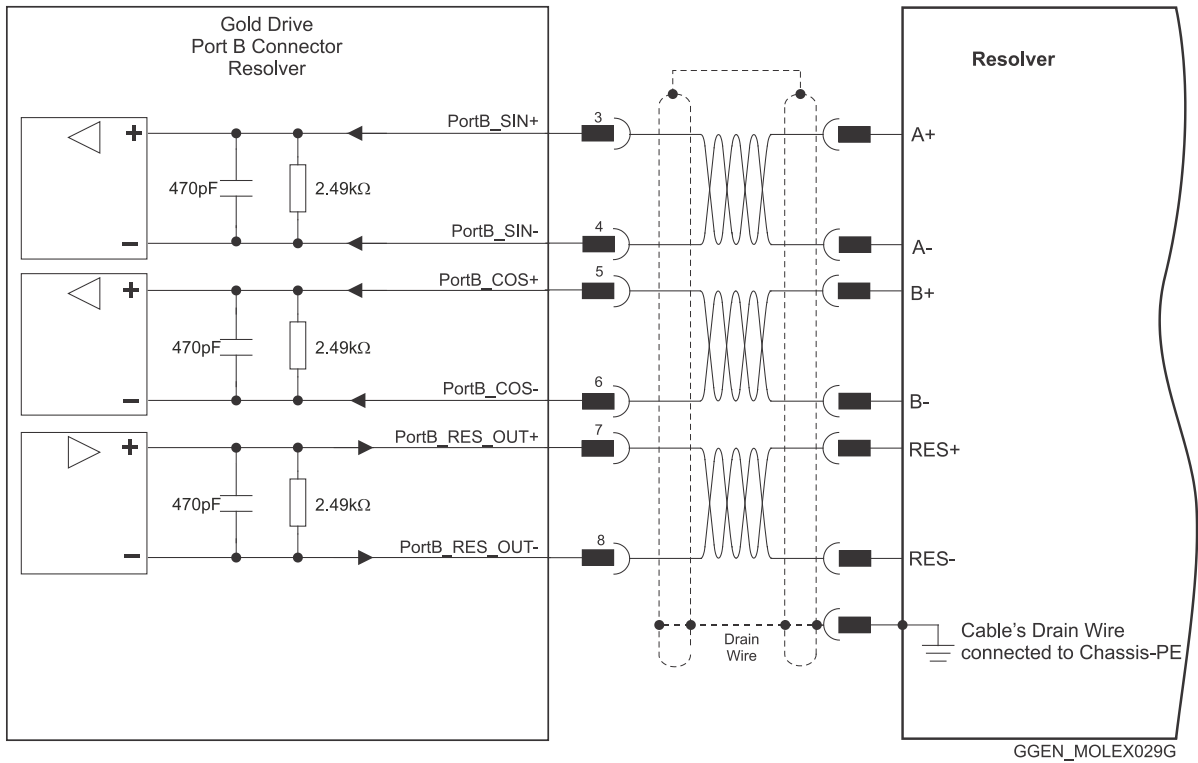 Gold Drive
Port B Connector
Resolver
Resolver
PortB_SIN+
3
A+
+
470pF
2.49kΩ
PortB_SIN-
4
A-
−
PortB_COS+
5
B+
+
470pF
2.49kΩ
PortB_COS-
6
B-
−
PortB_RES_OUT+
7
RES+
+
470pF
2.49kΩ
PortB_RES_OUT-
8
RES-
−
Drain
Wire
Cable's Drain Wire
connected to Chassis-PE
GGEN_MOLEX029G